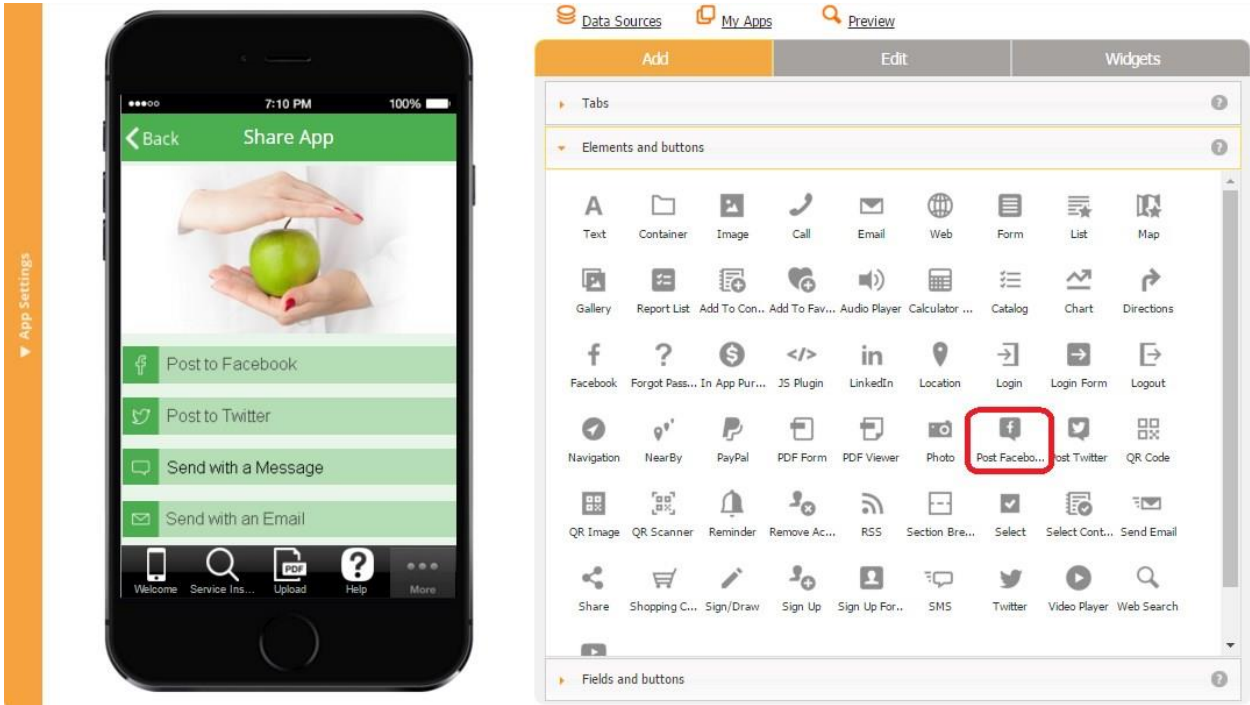 Data Sources My Apps Preview
Add Edit Widgets
App Settings
7:10 PM 100%
Back Share App
Post to Facebook
Post to Twitter
Send with a Message
Send with an Email
PDF
Welcome Service Ins... Upload Help More
Tabs
Elements and buttons
Text Container Image Call Email Web Form List Map
Gallery Report List Add To Con... Add To Fav... Audio Player Calculator ... Catalog Chart Directions
Facebook Forgot Pass... In App Pur... JS Plugin LinkedIn Location Login Login Form Logout
Navigation NearBy PayPal PDF Form PDF Viewer Photo Post Facebo... Post Twitter QR Code
QR Image QR Scanner Reminder Remove Ac... RSS Section Bre... Select Select Cont... Send Email
Share Shopping C... Sign/Draw Sign Up Sign Up For.. SMS Twitter Video Player Web Search
Fields and buttons